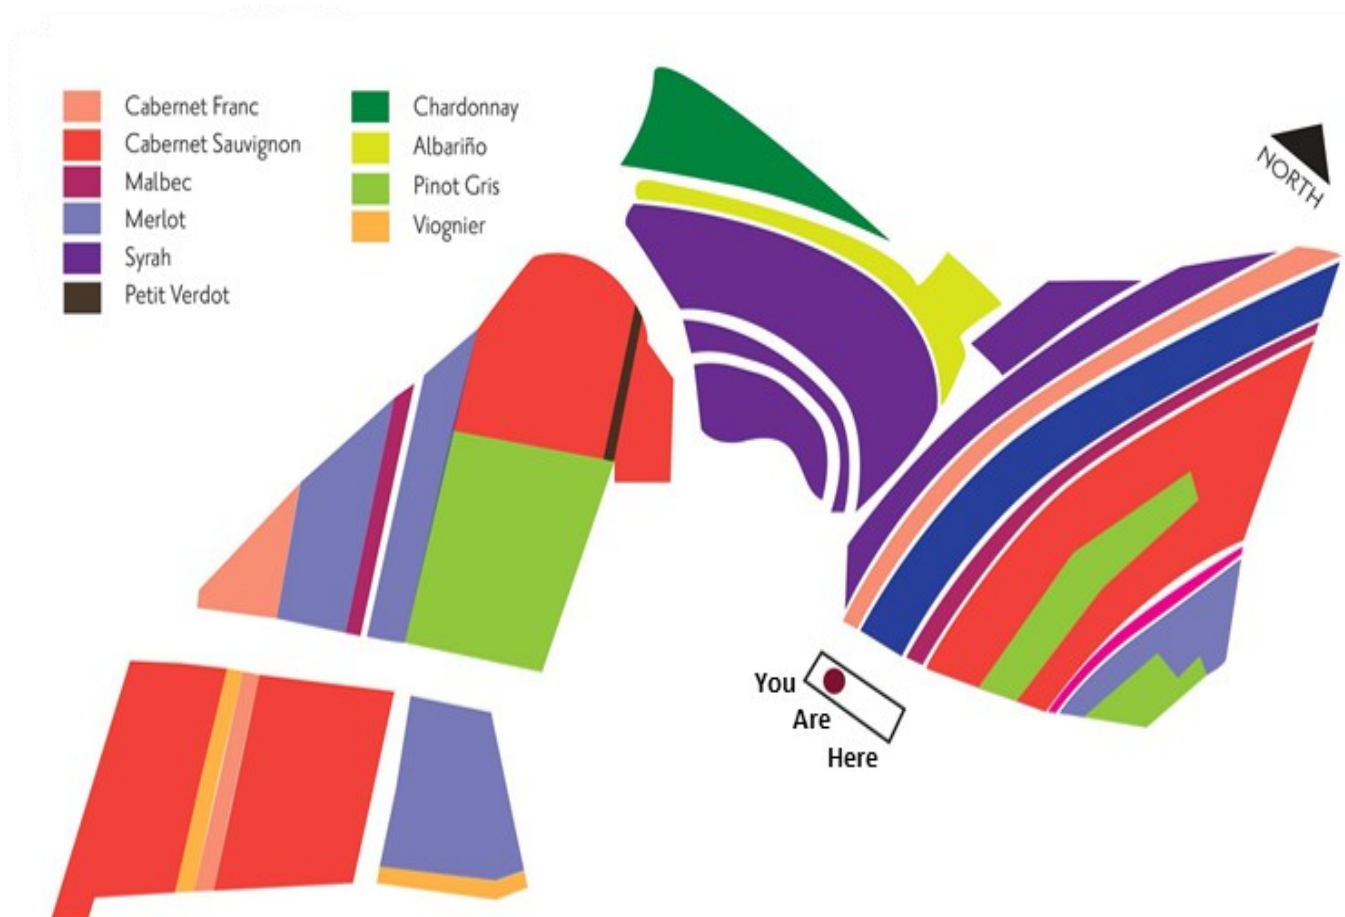 Cabernet Franc
Cabernet Sauvignon
Malbec
Merlot
Syrah
Petit Verdot
Chardonnay
Albariño
Pinot Gris
Viognier
NORTH
You
Are
Here